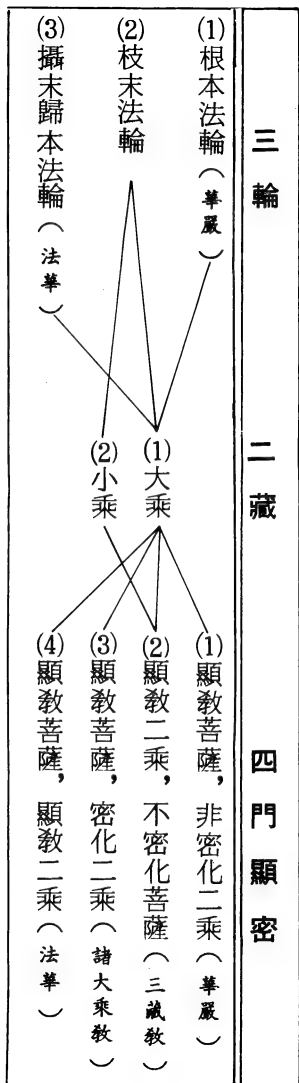 三輪
二藏
四門顯密
(1)根本法輪（華嚴）
(2)枝末法輪
(3)攝末歸本法輪（法華）
(1)大乘
(2)小乘
(1)顯教菩薩，非密化二乘（華嚴）
(2)顯教二乘，不密化菩薩（三藏教）
(3)顯教菩薩，密化二乘（諸大乘教）
(4)顯教菩薩，顯教二乘（法華）